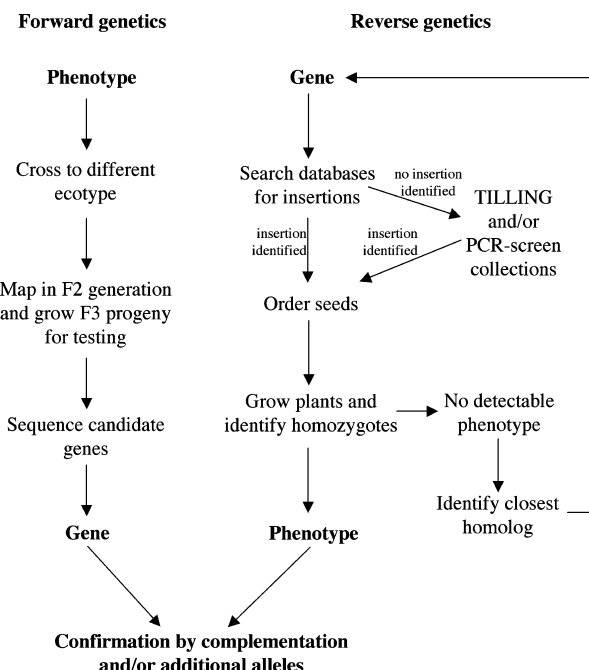 Forward genetics
Phenotype
Cross to different
ecotype
Map in F2 generation
and grow F3 progeny
for testing
Sequence candidate
genes
Gene
Reverse genetics
Gene
Search databases
for insertions
no insertion
identified
TILLING
and/or
PCR-screen
collections
insertion
identified
insertion
identified
Order seeds
Grow plants and
identify homozygotes
No detectable
phenotype
Identify closest
homolog
Phenotype
Confirmation by complementation
and/or additional alleles